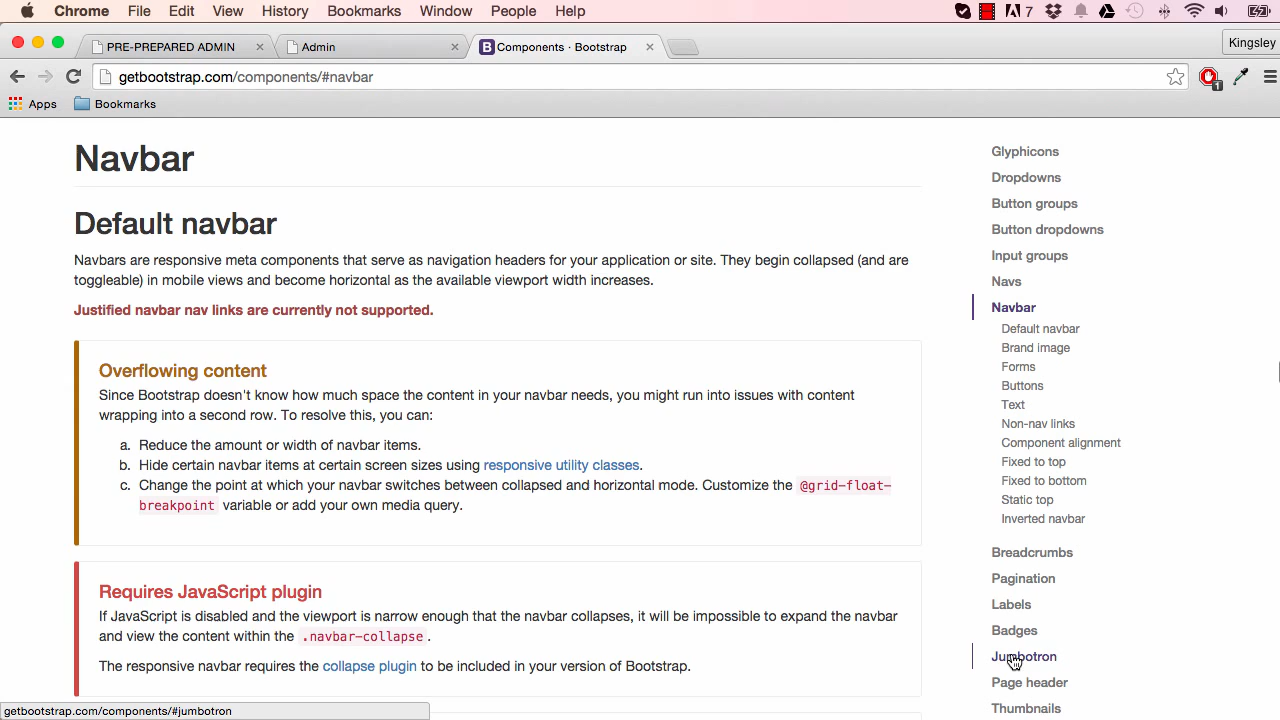 Chrome File Edit View History Bookmarks Window People Help 7
PRE-PREPARED ADMIN Admin Components · Bootstrap Kingsley
getbootstrap.com/components/#navbar 1
Apps Bookmarks
Navbar
Default navbar
Navbars are responsive meta components that serve as navigation headers for your application or site. They begin collapsed (and are
toggleable) in mobile views and become horizontal as the available viewport width increases.
Justified navbar nav links are currently not supported.
Overflowing content
Since Bootstrap doesn't know how much space the content in your navbar needs, you might run into issues with content
wrapping into a second row. To resolve this, you can:
a. Reduce the amount or width of navbar items.
b. Hide certain navbar items at certain screen sizes using responsive utility classes.
c. Change the point at which your navbar switches between collapsed and horizontal mode. Customize the @grid-float-
breakpoint variable or add your own media query.
Requires JavaScript plugin
If JavaScript is disabled and the viewport is narrow enough that the navbar collapses, it will be impossible to expand the navbar
and view the content within the .navbar-collapse.
The responsive navbar requires the collapse plugin to be included in your version of Bootstrap.
Glyphicons
Dropdowns
Button groups
Button dropdowns
Input groups
Navs
Navbar
Default navbar
Brand image
Forms
Buttons
Text
Non-nav links
Component alignment
Fixed to top
Fixed to bottom
Static top
Inverted navbar
Breadcrumbs
Pagination
Labels
Badges
Jumbotron
Page header
Thumbnails
getbootstrap.com/components/#jumbotron